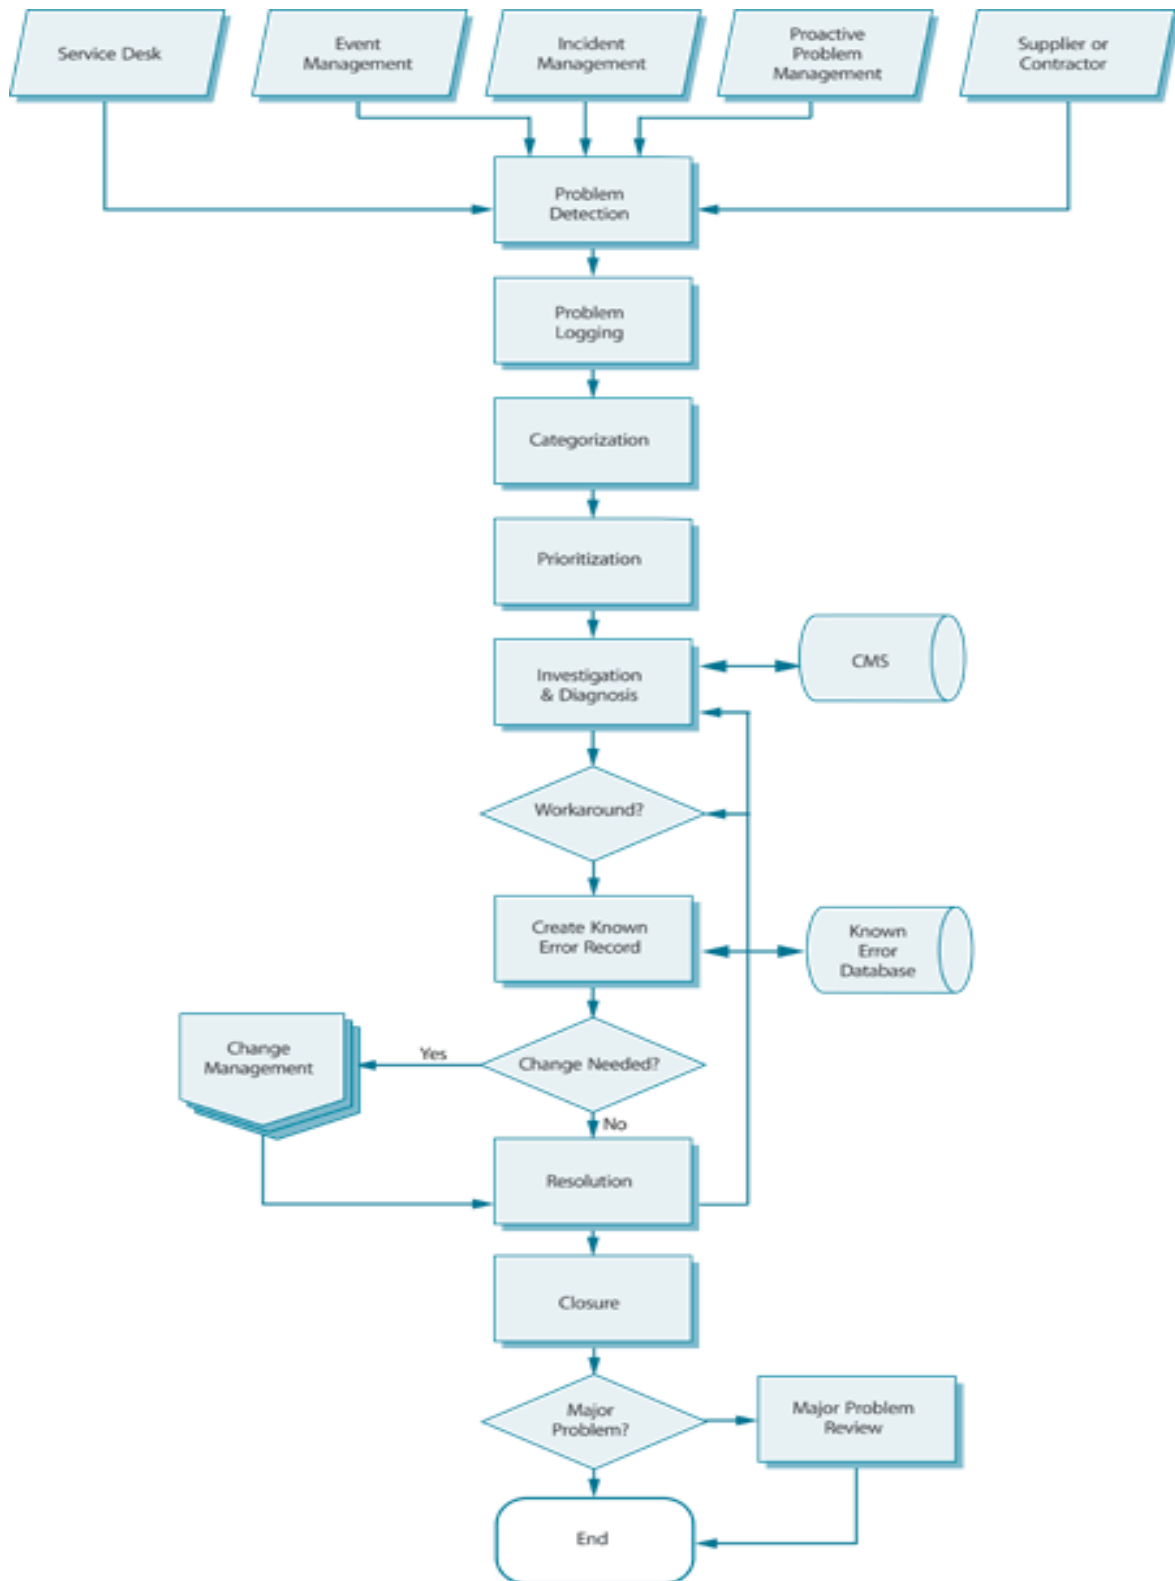 Service Desk
Event
Management
Incident
Management
Proactive
Problem
Management
Supplier or
Contractor
Problem
Detection
Problem
Logging
Categorization
Prioritization
Investigation
& Diagnosis
CMS
Workaround?
Create Known
Error Record
Known
Error
Database
Change
Management
Yes
Change Needed?
No
Resolution
Closure
Major
Problem?
Major Problem
Review
End